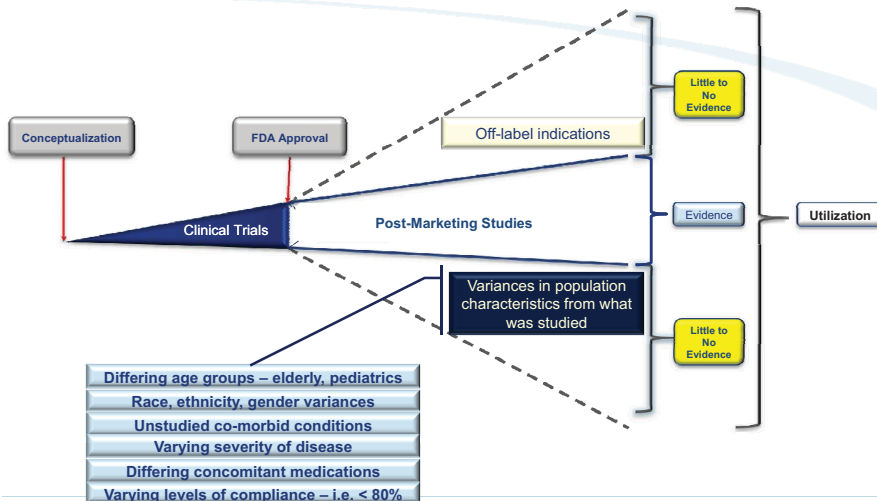 Little to
No
Evidence
Conceptualization
FDA Approval
Off-label indications
Clinical Trials
Post-Marketing Studies
Evidence
Utilization
Variances in population
characteristics from what
was studied
Little to
No
Evidence
Differing age groups – elderly, pediatrics
Race, ethnicity, gender variances
Unstudied co-morbid conditions
Varying severity of disease
Differing concomitant medications
Varying levels of compliance – i.e. < 80%